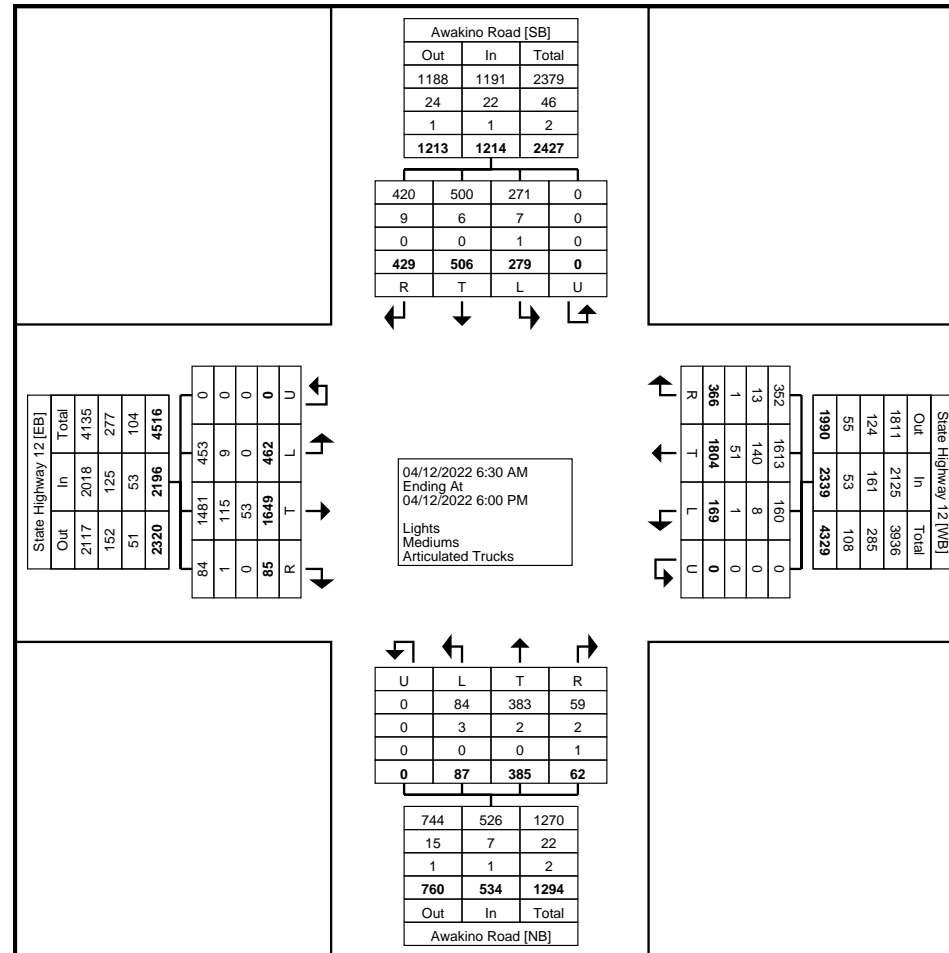 Awakino Road [SB]
Out In Total
1188 1191 2379
24 22 46
1 1 2
1213 1214 2427
420 500 271 0
9 6 7 0
0 0 1 0
429 506 279 0
R T L U
State Highway 12 [EB]
Total In Out
4135 2018 2117
277 125 152
104 53 51
4516 2196 2320
0 453 1481 84
0 9 115 1
0 0 53 0
0 462 1649 85
U L T R
04/12/2022 6:30 AM
Ending At
04/12/2022 6:00 PM
Lights
Mediums
Articulated Trucks
R T L U
366 1804 169 0
1 51 1 0
13 140 8 0
352 1613 160 0
State Highway 12 [WB]
Out In Total
1811 2125 3936
124 161 285
55 53 108
1990 2339 4329
U L T R
0 84 383 59
0 3 2 2
0 0 0 1
0 87 385 62
744 526 1270
15 7 22
1 1 2
760 534 1294
Out In Total
Awakino Road [NB]